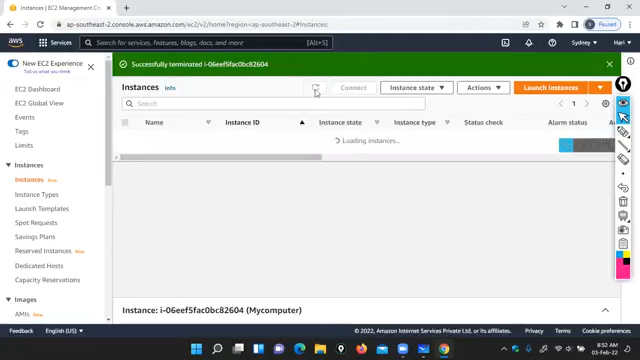 Instances | EC2 Management Co
ap-southeast-2.console.aws.amazon.com/ec2/v2/home?region=ap-southeast-2#Instances:
Paused
aws
Services
Search for services, features, blogs, docs, and more
[Alt+S]
Sydney
Hari
New EC2 Experience
Tell us what you think
EC2 Dashboard
EC2 Global View
Events
Tags
Limits
Instances
Instances New
Instance Types
Launch Templates
Spot Requests
Savings Plans
Reserved Instances New
Dedicated Hosts
Capacity Reservations
Images
AMIs New
Successfully terminated i-06eef5fac0bc82604
Instances Info
Connect
Instance state
Actions
Launch instances
Search
1
Name
Instance ID
Instance state
Instance type
Status check
Alarm status
Loading instances...
Instance: i-06eef5fac0bc82604 (Mycomputer)
Feedback
English (US)
© 2022, Amazon Internet Services Private Ltd. or its affiliates.
Privacy
Terms
Cookie preferences
8:52 AM
03-Feb-22